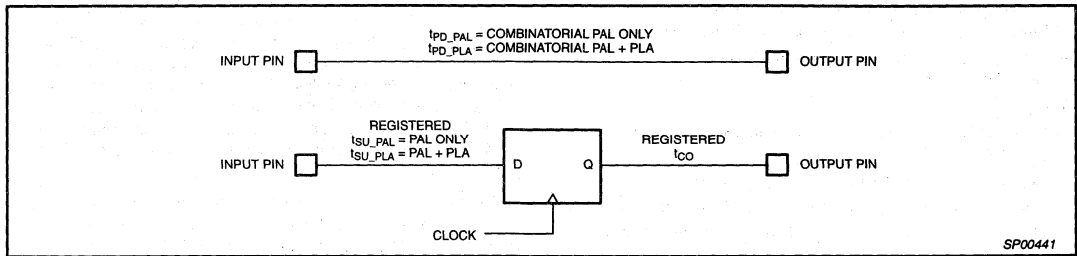 tPD_PAL = COMBINATORIAL PAL ONLY
tPD_PLA = COMBINATORIAL PAL + PLA
INPUT PIN
OUTPUT PIN
REGISTERED
tSU_PAL = PAL ONLY
tSU_PLA = PAL + PLA
INPUT PIN
D
Q
REGISTERED
tCO
OUTPUT PIN
CLOCK
SP00441